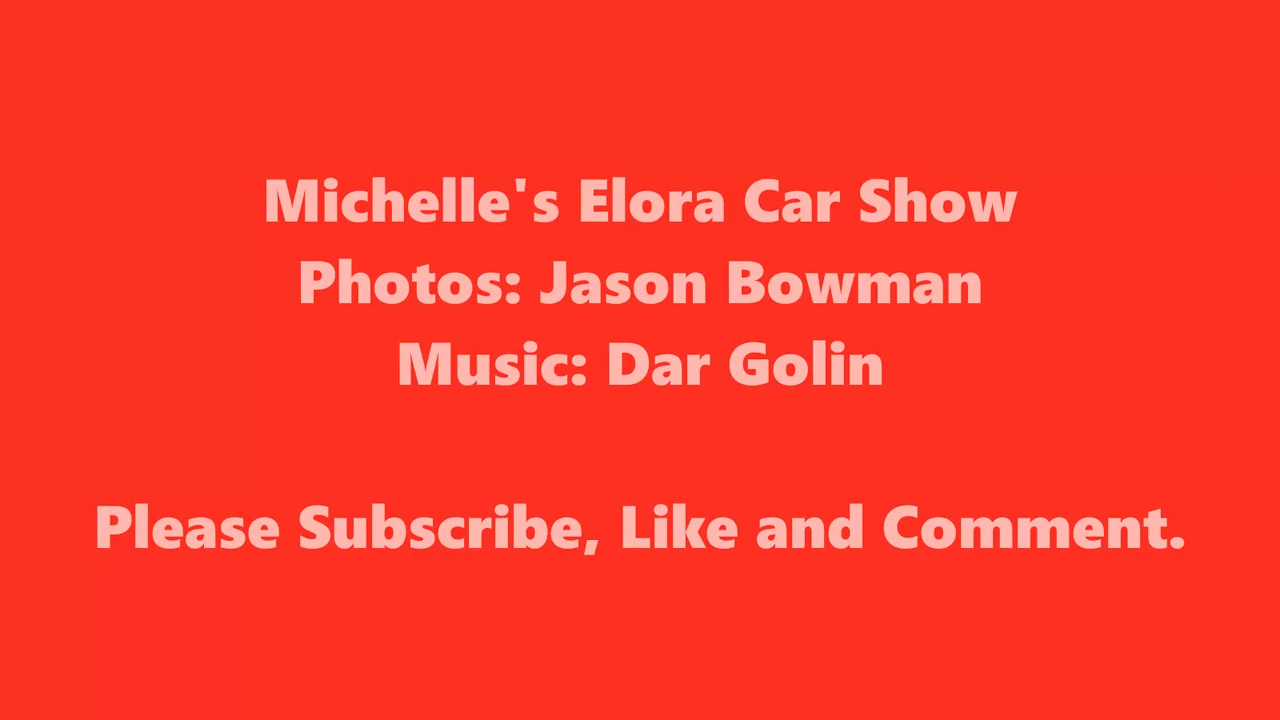 Michelle's Elora Car Show
Photos: Jason Bowman
Music: Dar Golin
Please Subscribe, Like and Comment.